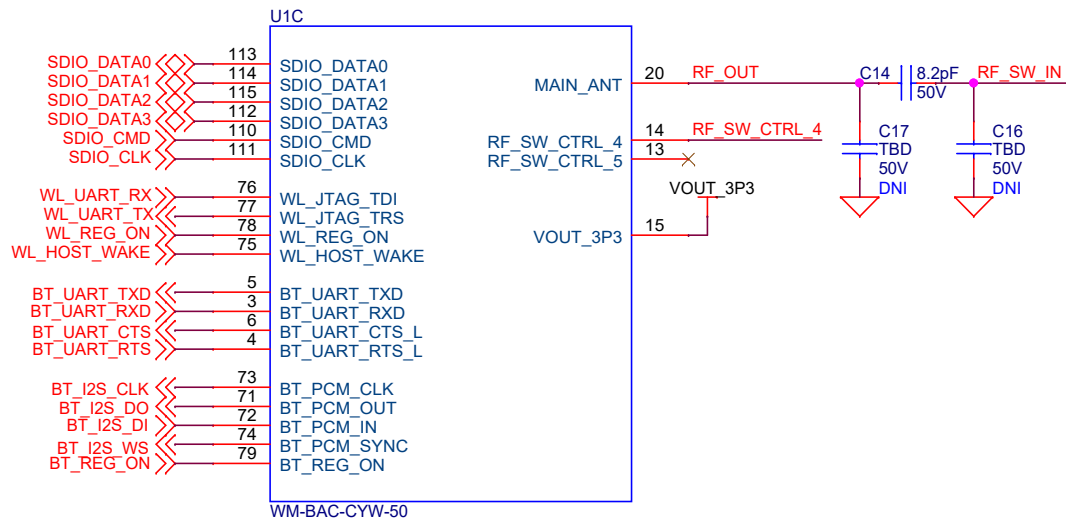 U1C
SDIO_DATA0 113 SDIO_DATA0
SDIO_DATA1 114 SDIO_DATA1
SDIO_DATA2 115 SDIO_DATA2
SDIO_DATA3 112 SDIO_DATA3
SDIO_CMD 110 SDIO_CMD
SDIO_CLK 111 SDIO_CLK
WL_UART_RX 76 WL_JTAG_TDI
WL_UART_TX 77 WL_JTAG_TRS
WL_REG_ON 78 WL_REG_ON
WL_HOST_WAKE 75 WL_HOST_WAKE
BT_UART_TXD 5 BT_UART_TXD
BT_UART_RXD 3 BT_UART_RXD
BT_UART_CTS 6 BT_UART_CTS_L
BT_UART_RTS 4 BT_UART_RTS_L
BT_I2S_CLK 73 BT_PCM_CLK
BT_I2S_DO 71 BT_PCM_OUT
BT_I2S_DI 72 BT_PCM_IN
BT_I2S_WS 74 BT_PCM_SYNC
BT_REG_ON 79 BT_REG_ON
MAIN_ANT 20 RF_OUT
RF_SW_CTRL_4 14 RF_SW_CTRL_4
RF_SW_CTRL_5 13
VOUT_3P3
VOUT_3P3 15
C14 8.2pF
50V
RF_SW_IN
C17
TBD
50V
DNI
C16
TBD
50V
DNI
WM-BAC-CYW-50